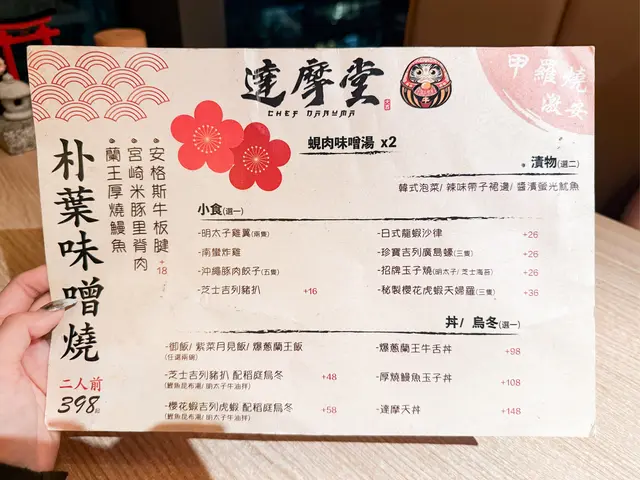 達摩堂
CHEF DARUMA
甲羅燒
激安
朴葉味噌燒
安格斯牛板腱 +18
宮崎米豚里脊肉
蘭王厚燒鰻魚
二人前
398起
蜆肉味噌湯 x2
漬物(選二)
韓式泡菜/ 辣味帶子裙邊/ 醬漬螢光魷魚
小食(選一)
-明太子雞翼(兩隻)
-南蠻炸雞
-沖繩豚肉餃子(五隻)
-芝士吉列豬扒 +16
-日式龍蝦沙律 +26
-珍寶吉列廣島蠔(三隻) +26
-招牌玉子燒(明太子/ 芝士海苔) +26
-秘製櫻花虎蝦天婦羅(三隻) +36
丼/ 烏冬(選一)
-御飯/ 紫菜月見飯/ 爆蔥蘭王飯
(任選兩碗)
-芝士吉列豬扒 配稻庭烏冬 +48
(鰹魚昆布湯/ 明太子牛油拌)
-櫻花蝦吉列虎蝦 配稻庭烏冬 +58
(鰹魚昆布湯/ 明太子牛油拌)
-爆蔥蘭王牛舌丼 +98
-厚燒鰻魚玉子丼 +108
-達摩天丼 +148